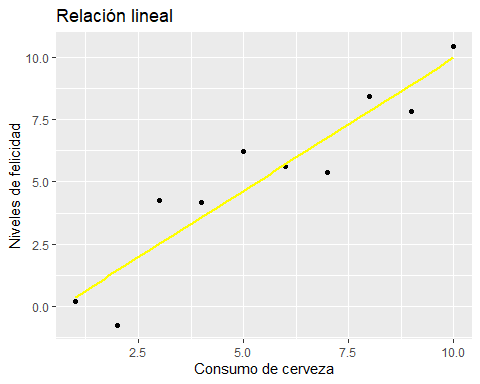 Relación lineal
10.0
7.5
5.0
2.5
0.0
Niveles de felicidad
2.5 5.0 7.5 10.0
Consumo de cerveza